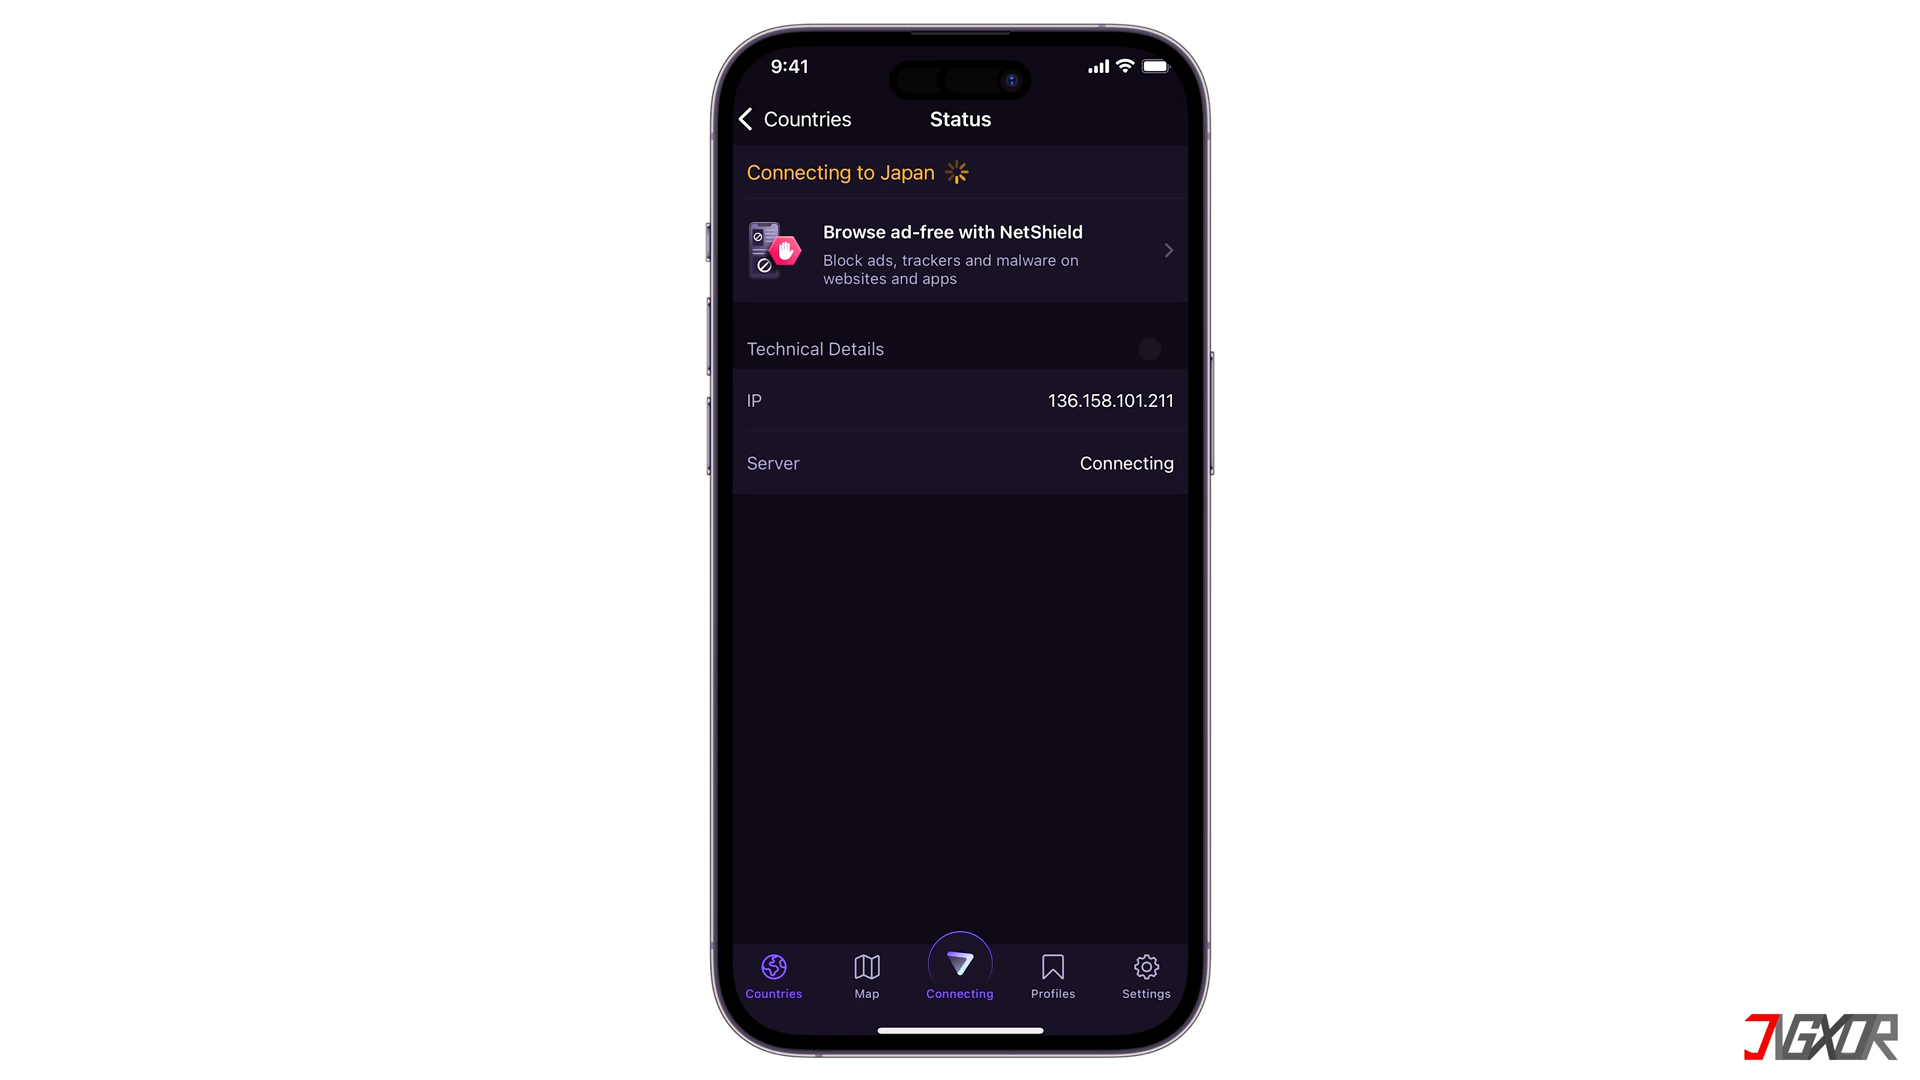 9:41
Countries
Status
Connecting to Japan
Browse ad-free with NetShield
Block ads, trackers and malware on
websites and apps
Technical Details
IP
136.158.101.211
Server
Connecting
Countries
Map
Connecting
Profiles
Settings
JVGXOR